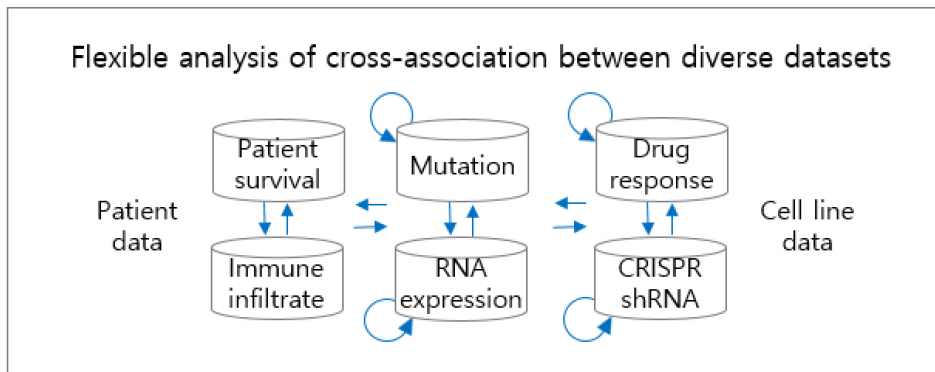 Flexible analysis of cross-association between diverse datasets
Patient
survival
Mutation
Drug
response
Patient
data
Cell line
data
Immune
infiltrate
RNA
expression
CRISPR
shRNA